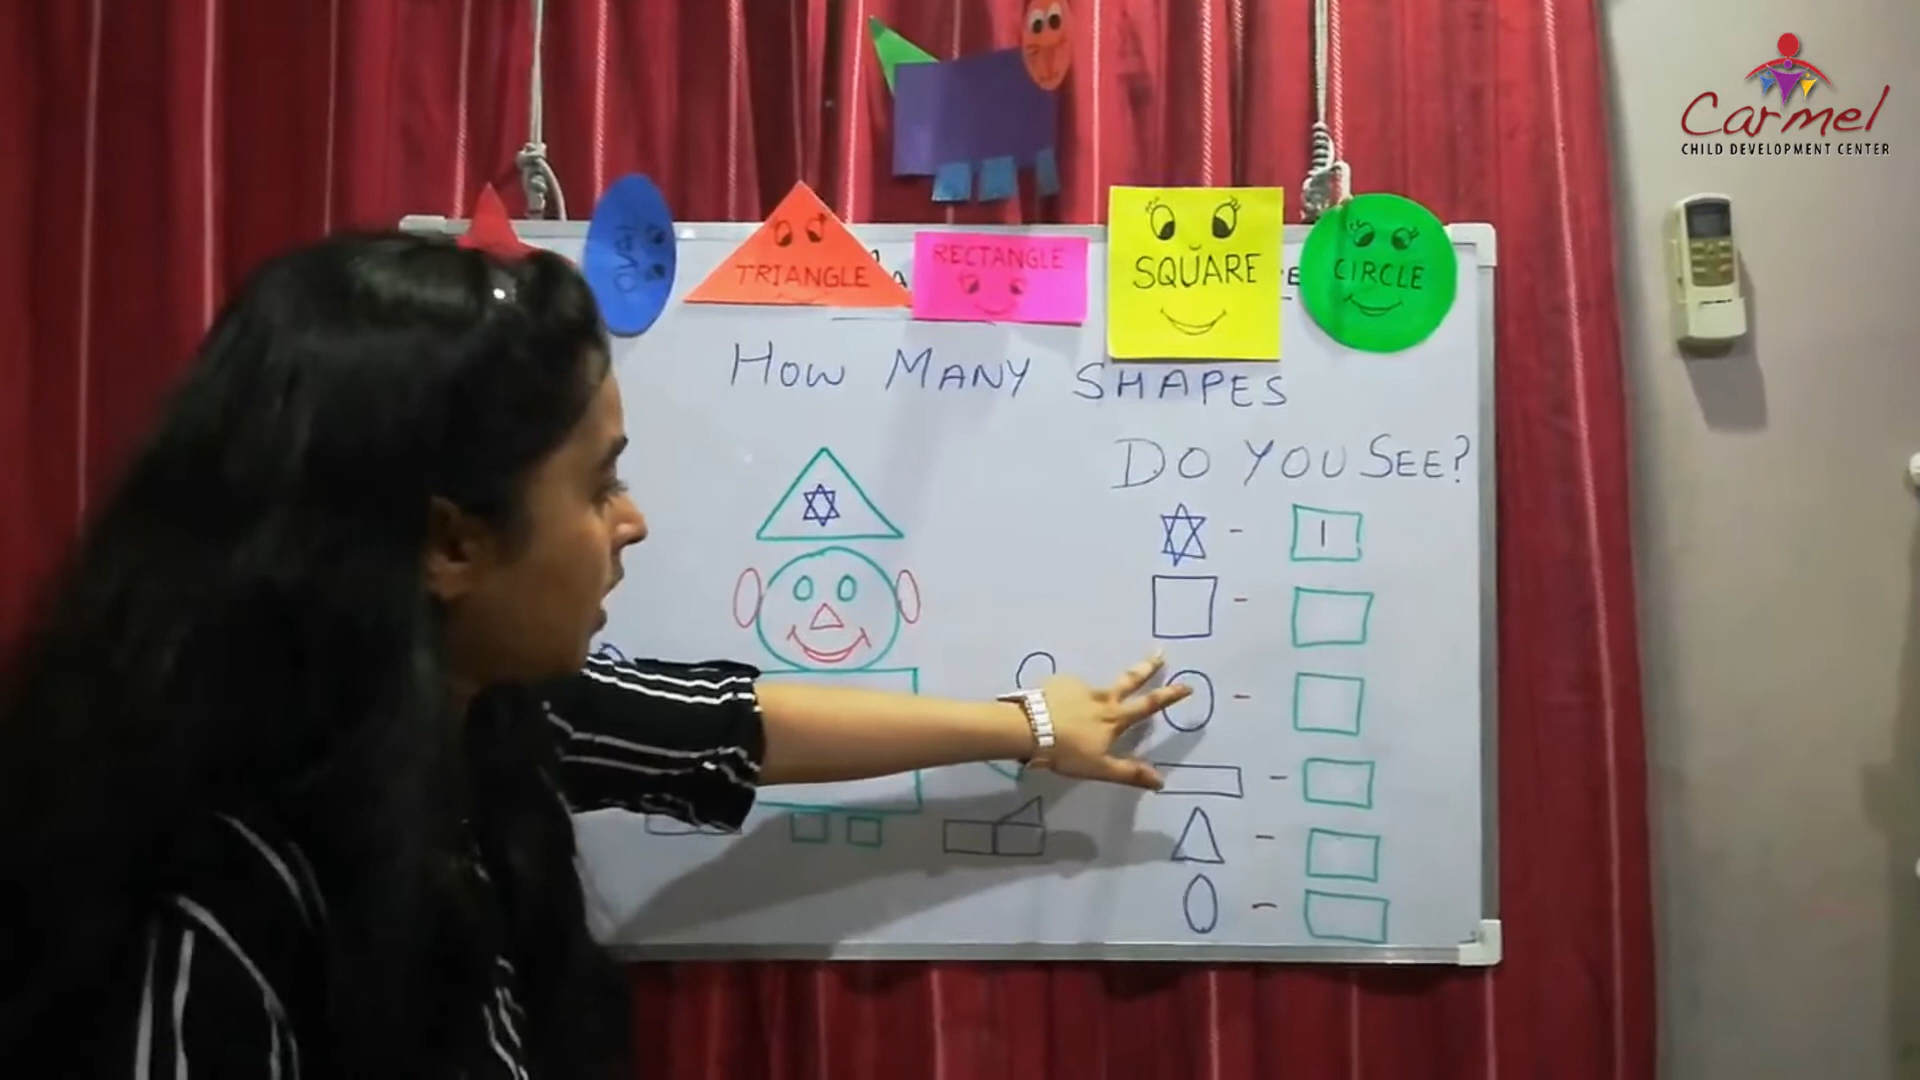 Carmel
CHILD DEVELOPMENT CENTER
OVAL
TRIANGLE
RECTANGLE
SQUARE
CIRCLE
HOW MANY SHAPES
DO YOU SEE?
1